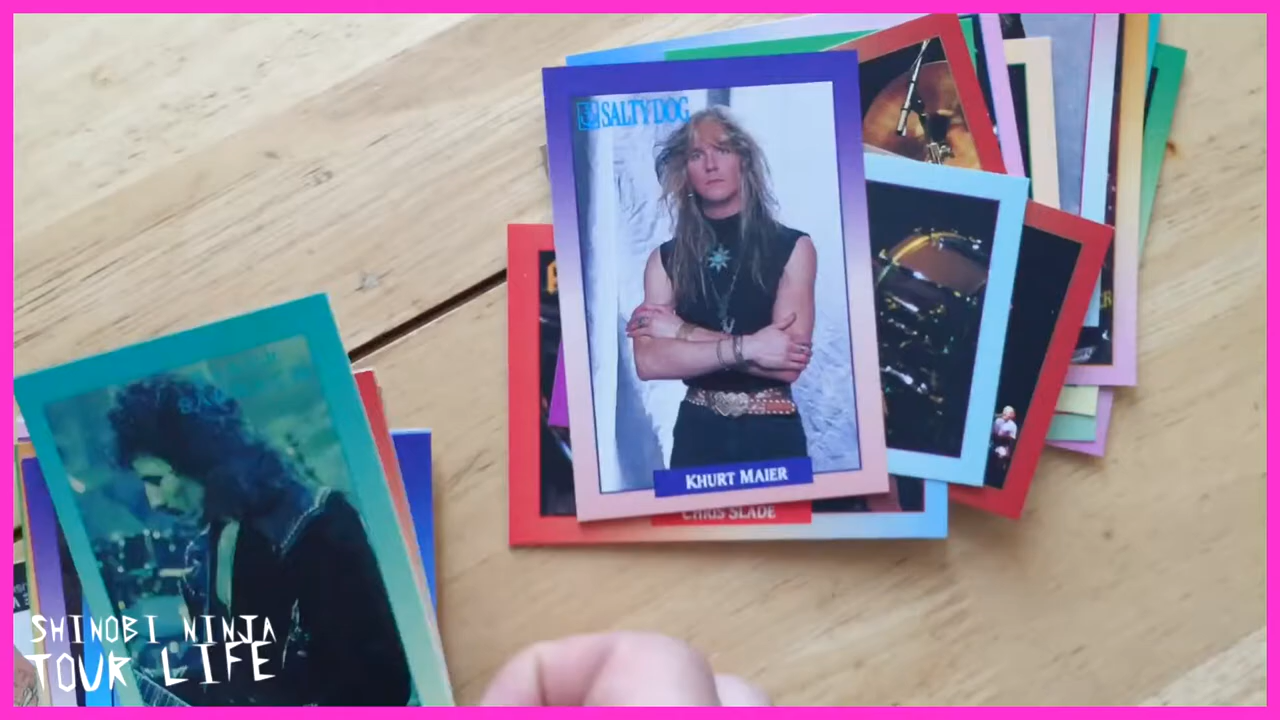 SALTY DOG
KHURT MAIER
CHRIS SLADE
SHINOBI NINJA
TOUR LIFE